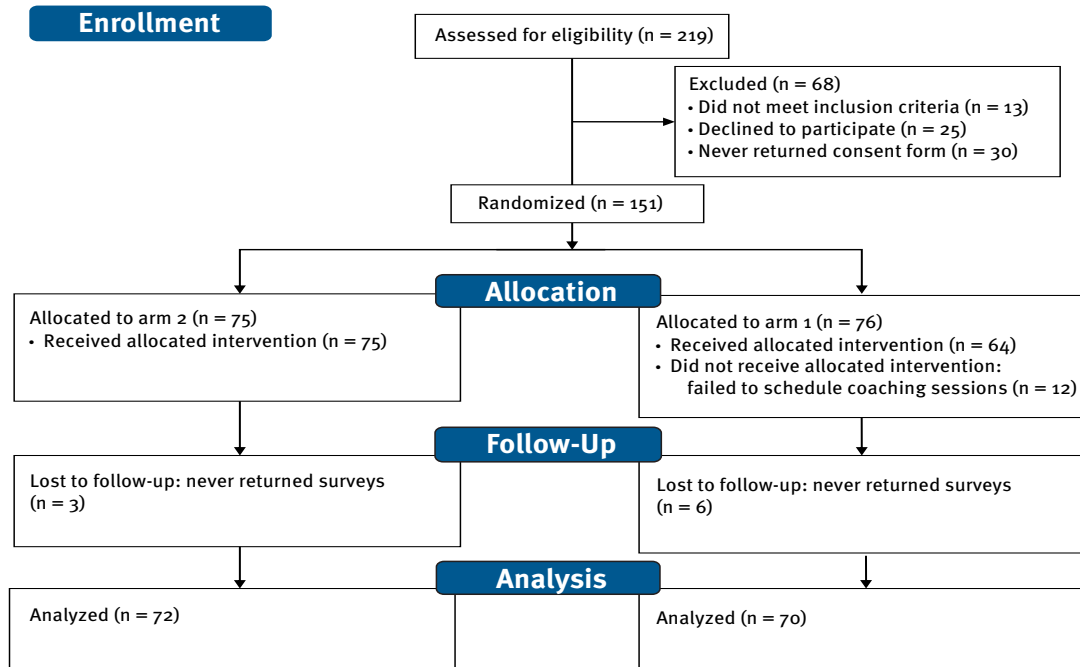 Enrollment
Assessed for eligibility (n = 219)
Excluded (n = 68)
• Did not meet inclusion criteria (n = 13)
• Declined to participate (n = 25)
• Never returned consent form (n = 30)
Randomized (n = 151)
Allocation
Allocated to arm 2 (n = 75)
• Received allocated intervention (n = 75)
Allocated to arm 1 (n = 76)
• Received allocated intervention (n = 64)
• Did not receive allocated intervention:
failed to schedule coaching sessions (n = 12)
Follow-Up
Lost to follow-up: never returned surveys
(n = 3)
Lost to follow-up: never returned surveys
(n = 6)
Analysis
Analyzed (n = 72)
Analyzed (n = 70)